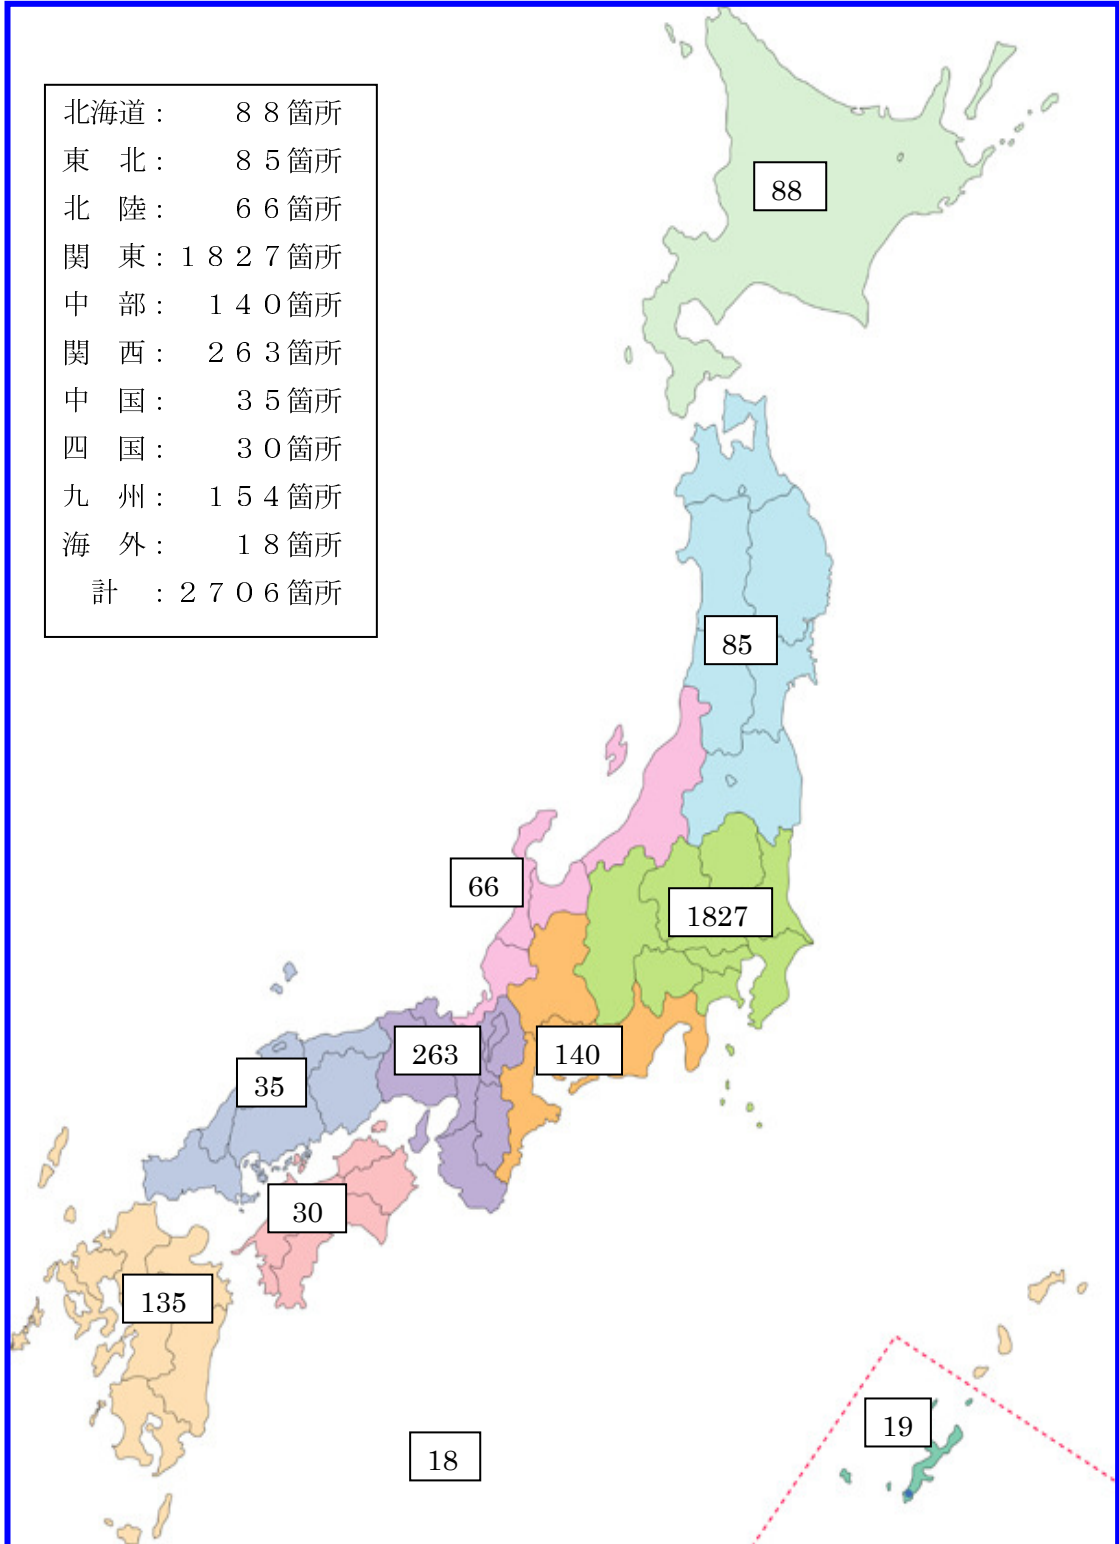 北海道：　　８８箇所
東　北：　　８５箇所
北　陸：　　６６箇所
関　東：１８２７箇所
中　部：　１４０箇所
関　西：　２６３箇所
中　国：　　３５箇所
四　国：　　３０箇所
九　州：　１５４箇所
海　外：　　１８箇所
　計　：２７０６箇所
88
85
66
1827
263
140
35
30
135
19
18